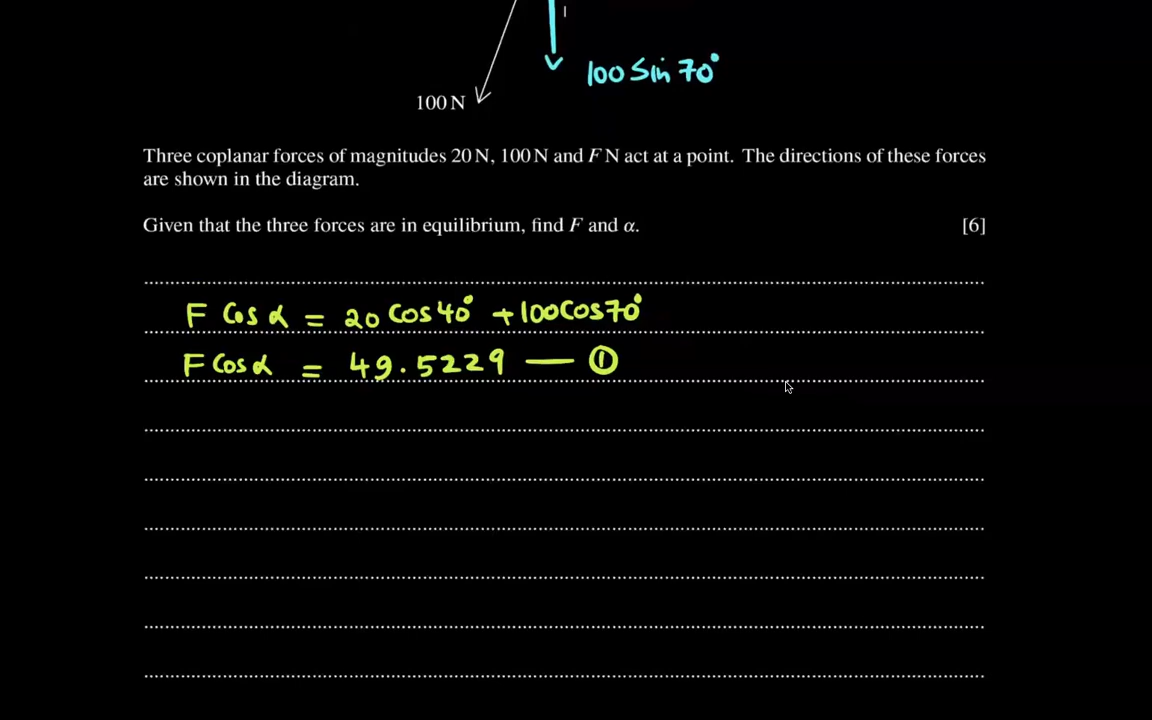 100 Sin 70°
100 N
Three coplanar forces of magnitudes 20 N, 100 N and F N act at a point. The directions of these forces
are shown in the diagram.
Given that the three forces are in equilibrium, find F and α. [6]
F Cos α = 20 Cos 40° + 100 Cos 70°
F Cos α = 49.5229 — ①